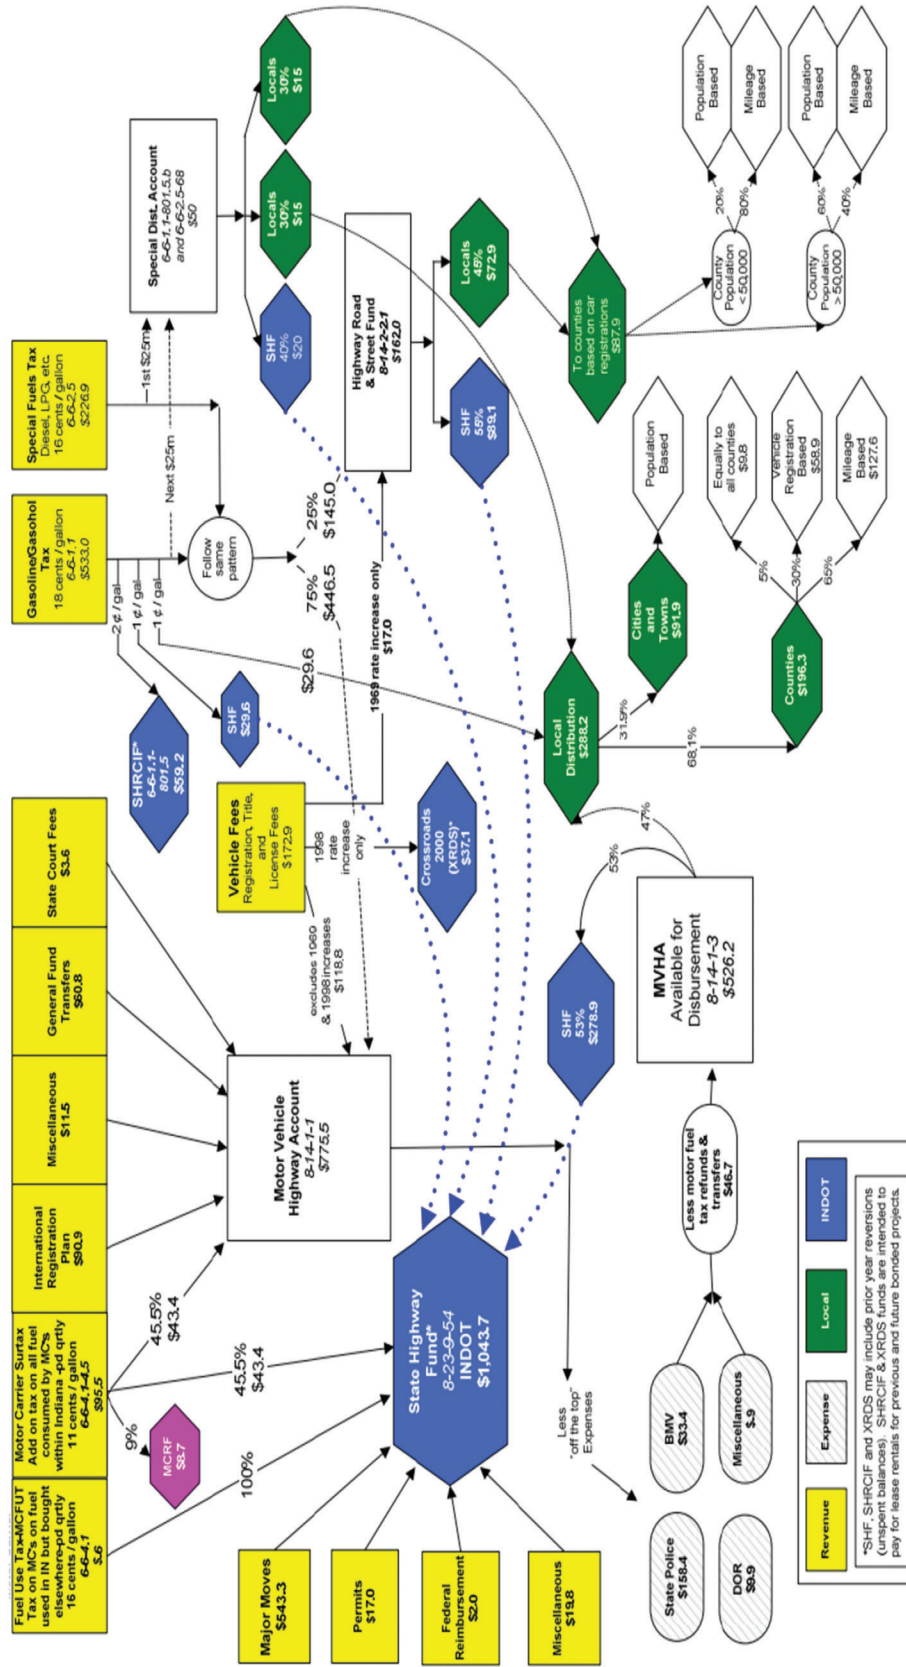 Fuel Use Tax-MCFUT
Tax on MC's on fuel
used in IN but bought
elsewhere-pd qrtly
16 cents / gallon
6-6-4.1
$.6
Motor Carrier Surtax
Add on tax on all fuel
consumed by MC's
within Indiana -pd qrtly
11 cents / gallon
6-6-4.1-4.5
$95.5
International
Registration
Plan
$90.9
Miscellaneous
$11.5
General Fund
Transfers
$60.8
State Court Fees
$3.6
Gasoline/Gasohol
Tax
18 cents / gallon
6-6-1.1
$533.0
Special Fuels Tax
Diesel, LPG, etc.
16 cents / gallon
6-6-2.5
$226.9
9%
MCRF
$8.7
100%
45.5%
$43.4
45.5%
$43.4
2 ¢ / gal
1 ¢ / gal
1 ¢ / gal
Next $25m
1st $25m
SHRCIF*
6-6-1.1-
801.5
$59.2
SHF
$29.6
$29.6
Follow
same
pattern
75%
$446.5
25%
$145.0
Special Dist. Account
6-6-1.1-801.5.b
and 6-6-2.5-68
$50
SHF
40%
$20
Locals
30%
$15
Locals
30%
$15
Major Moves
$543.3
Permits
$17.0
Federal
Reimbursement
$2.0
Miscellaneous
$19.8
State Highway
Fund*
8-23-9-54
INDOT
$1,043.7
Motor Vehicle
Highway Account
8-14-1-1
$775.5
Vehicle Fees
Registration, Title,
and
License Fees
$172.9
excludes 1969
& 1998 increases
$118.8
1998
rate
increase
only
1969 rate increase only
$17.0
Crossroads
2000
(XRDS)*
$37.1
Highway Road
& Street Fund
8-14-2-2.1
$162.0
SHF
55%
$89.1
Locals
45%
$72.9
Less
"off the top"
Expenses
SHF
53%
$278.9
53%
47%
Local
Distribution
$288.2
31.9%
68.1%
Cities
and
Towns
$91.9
Population
Based
Counties
$196.3
5%
30%
65%
Equally to
all counties
$9.8
Vehicle
Registration
Based
$58.9
Mileage
Based
$127.6
To counties
based on car
registrations
$87.9
County
Population
< 50,000
County
Population
> 50,000
20%
80%
60%
40%
Population
Based
Mileage
Based
Population
Based
Mileage
Based
State Police
$158.4
BMV
$33.4
DOR
$9.9
Miscellaneous
$.9
Less motor fuel
tax refunds &
transfers
$46.7
MVHA
Available for
Disbursement
8-14-1-3
$526.2
Revenue
Expense
Local
INDOT
*SHF, SHRCIF and XRDS may include prior year reversions
(unspent balances). SHRCIF & XRDS funds are intended to
pay for lease rentals for previous and future bonded projects.